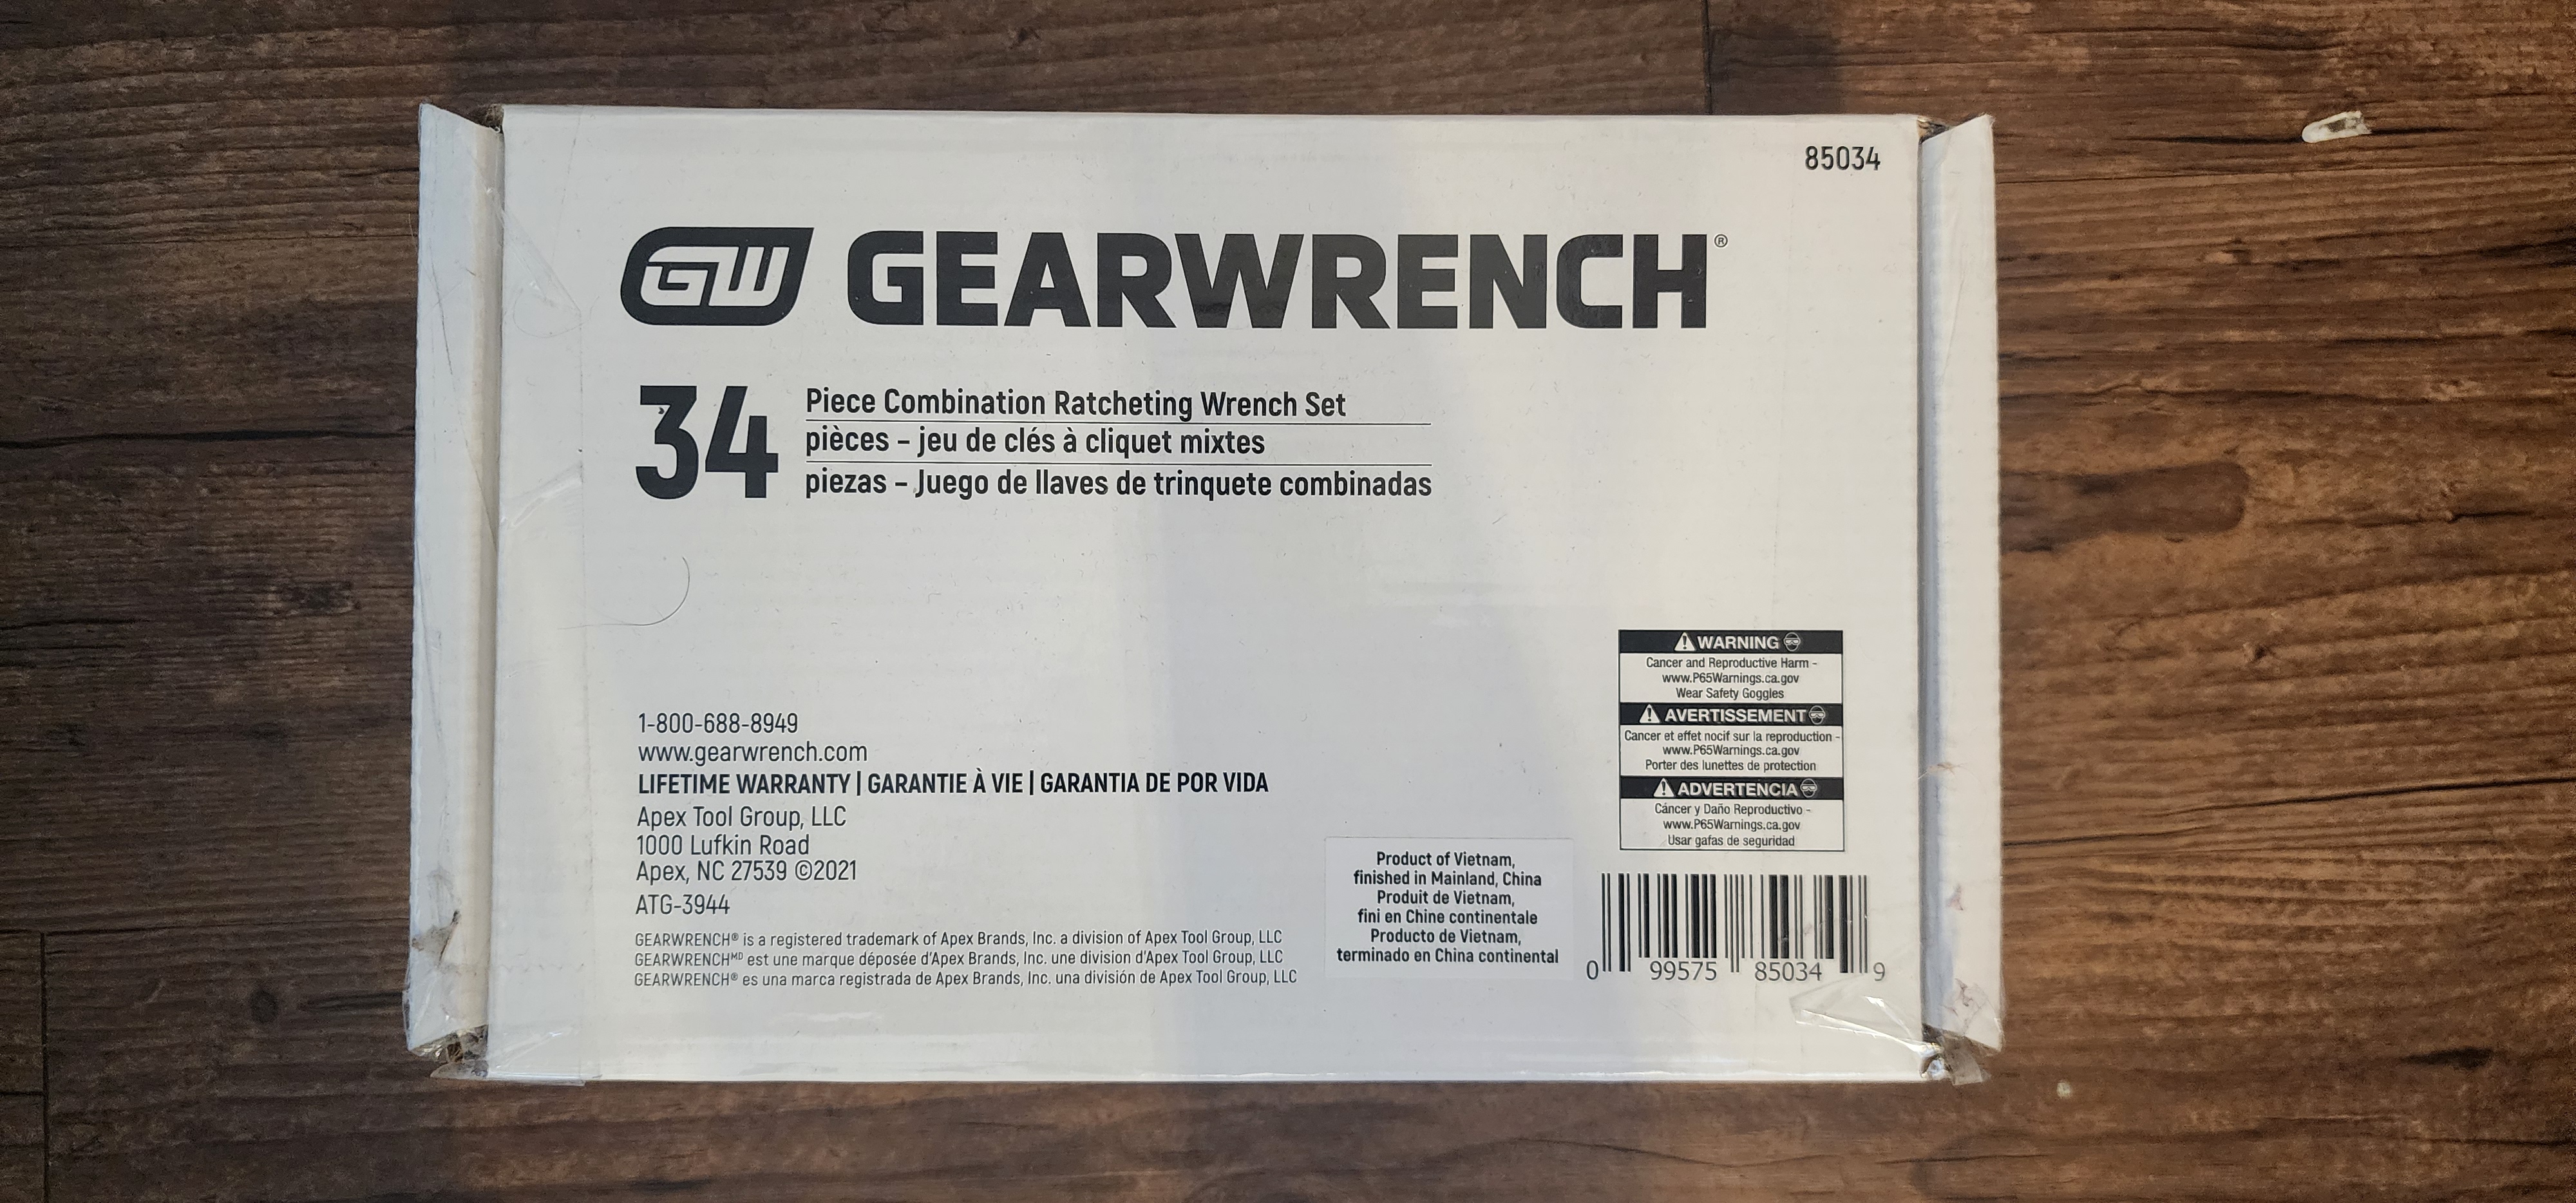 85034
GW GEARWRENCH®
34
Piece Combination Ratcheting Wrench Set
pièces – jeu de clés à cliquet mixtes
piezas – Juego de llaves de trinquete combinadas
1-800-688-8949
www.gearwrench.com
LIFETIME WARRANTY | GARANTIE À VIE | GARANTIA DE POR VIDA
Apex Tool Group, LLC
1000 Lufkin Road
Apex, NC 27539 ©2021
ATG-3944
GEARWRENCH® is a registered trademark of Apex Brands, Inc. a division of Apex Tool Group, LLC
GEARWRENCHᴹᴰ est une marque déposée d'Apex Brands, Inc. une division d'Apex Tool Group, LLC
GEARWRENCH® es una marca registrada de Apex Brands, Inc. una división de Apex Tool Group, LLC
Product of Vietnam,
finished in Mainland, China
Produit de Vietnam,
fini en Chine continentale
Producto de Vietnam,
terminado en China continental
WARNING
Cancer and Reproductive Harm -
www.P65Warnings.ca.gov
Wear Safety Goggles
AVERTISSEMENT
Cancer et effet nocif sur la reproduction -
www.P65Warnings.ca.gov
Porter des lunettes de protection
ADVERTENCIA
Cáncer y Daño Reproductivo -
www.P65Warnings.ca.gov
Usar gafas de seguridad
0 99575 85034 9